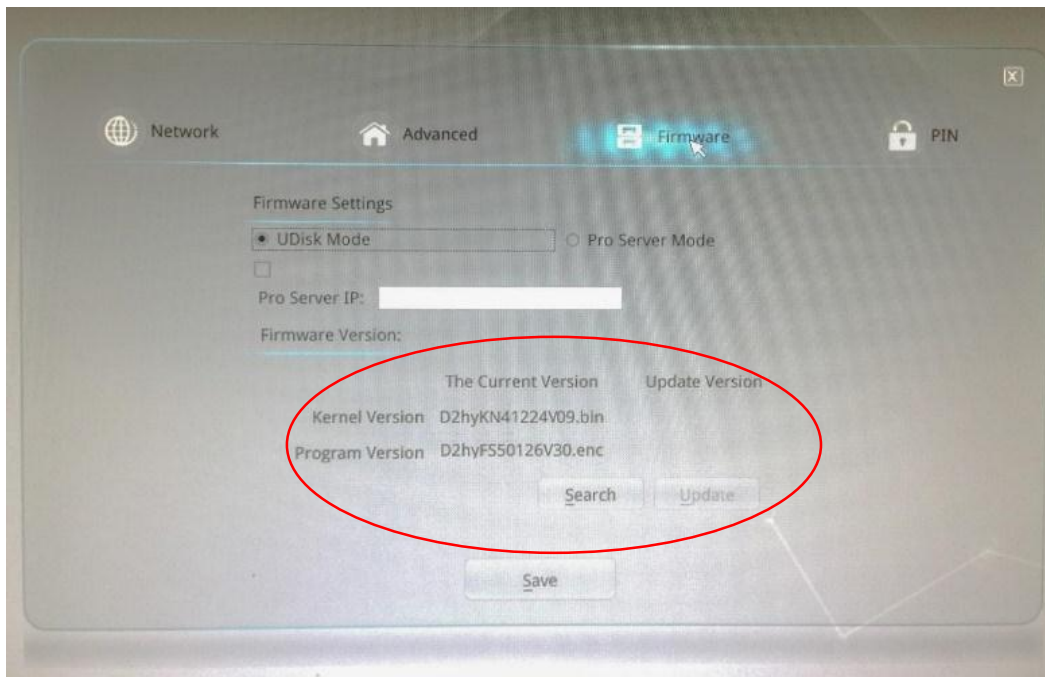 Network Advanced Firmware PIN
Firmware Settings
UDisk Mode Pro Server Mode
Pro Server IP:
Firmware Version:
The Current Version Update Version
Kernel Version D2hyKN41224V09.bin
Program Version D2hyFS50126V30.enc
Search Update
Save